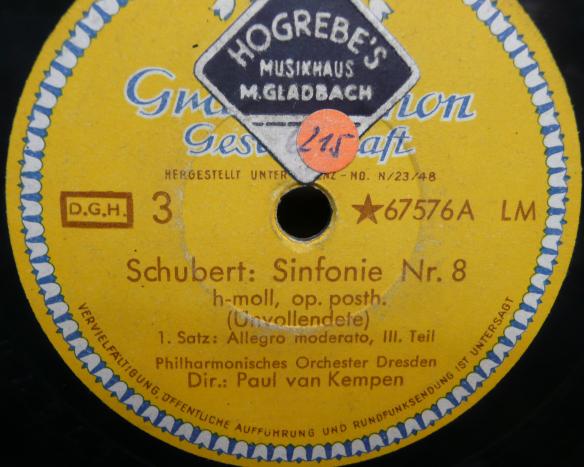 HOGREBE'S
MUSIKHAUS
M.GLADBACH
215
HERGESTELLT UNTER - NO. N/23/48
D.G.H. 3 ★67576A LM
Schubert: Sinfonie Nr. 8
h-moll, op. posth.
(Unvollendete)
1. Satz: Allegro moderato, III. Teil
Philharmonisches Orchester Dresden
Dir.: Paul van Kempen
VERVIELFÄLTIGUNG, ÖFFENTLICHE AUFFÜHRUNG UND RUNDFUNKSENDUNG IST UNTERSAGT